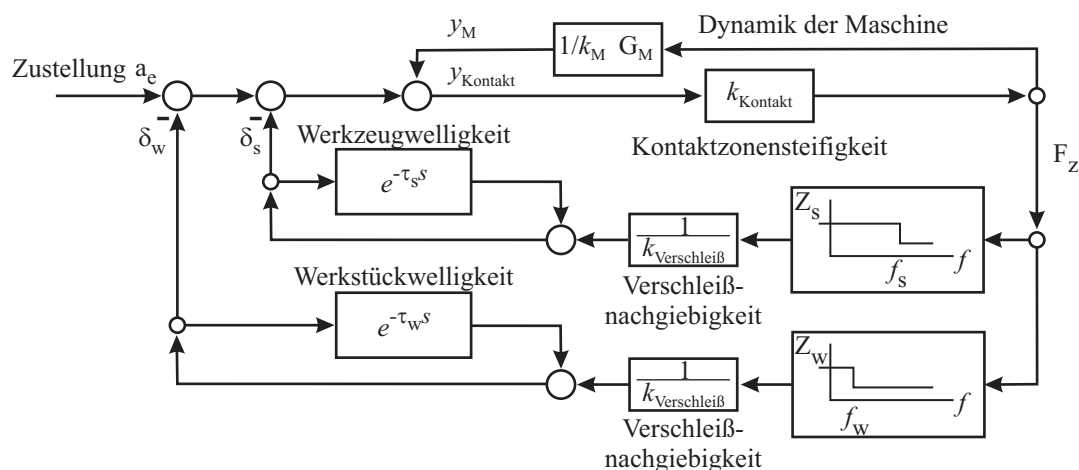 y_M
1/k_M G_M
Dynamik der Maschine
Zustellung a_e
y_Kontakt
k_Kontakt
Kontaktzonensteifigkeit
F_z
-
δ_w
-
δ_s
Werkzeugwelligkeit
e^-τ_s s
1
k_Verschleiß
Verschleiß-
nachgiebigkeit
Z_s
f_s
f
Werkstückwelligkeit
e^-τ_w s
1
k_Verschleiß
Verschleiß-
nachgiebigkeit
Z_w
f_w
f